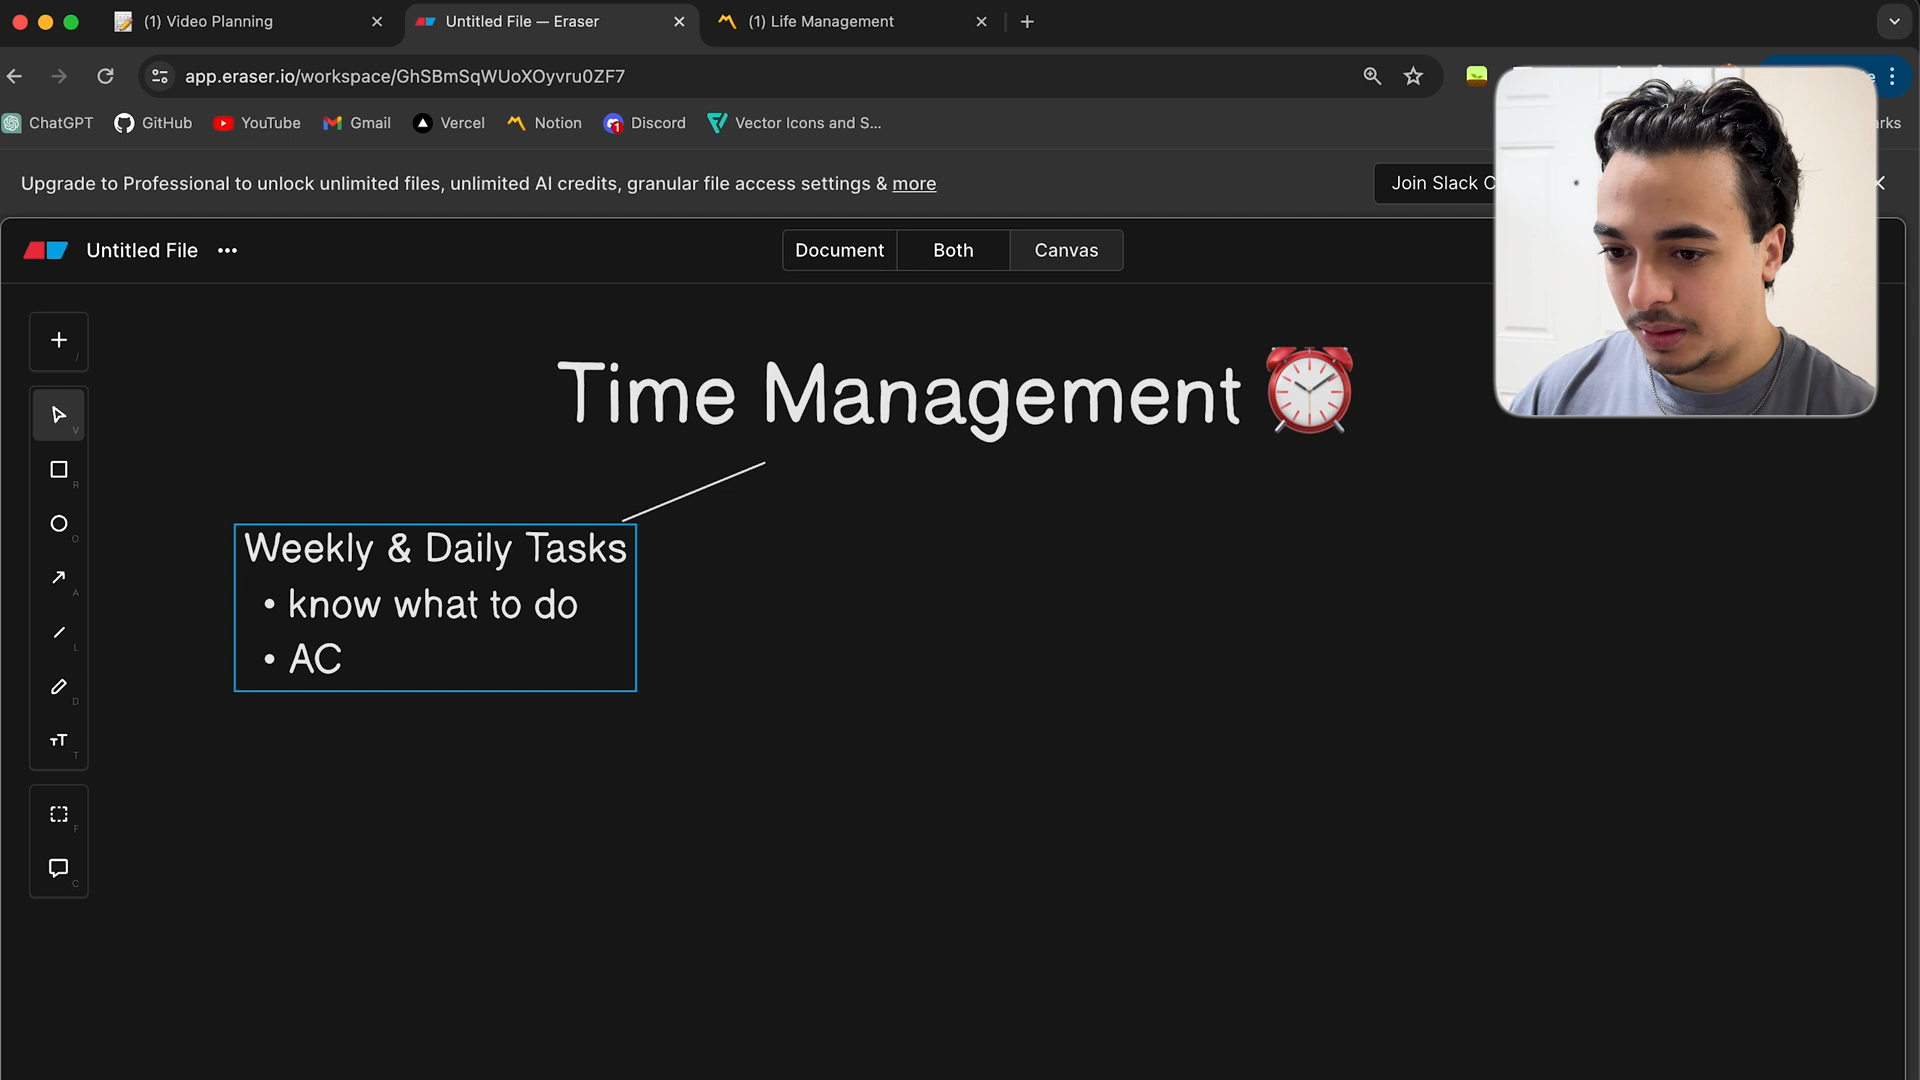 (1) Video Planning
Untitled File — Eraser
(1) Life Management
app.eraser.io/workspace/GhSBmSqWUoXOyvru0ZF7
ChatGPT
GitHub
YouTube
Gmail
Vercel
Notion
Discord
Vector Icons and S...
Upgrade to Professional to unlock unlimited files, unlimited AI credits, granular file access settings & more
Join Slack
Untitled File
Document
Both
Canvas
/
V
R
O
A
L
D
T
F
C
Time Management ⏰
Weekly & Daily Tasks
• know what to do
• AC